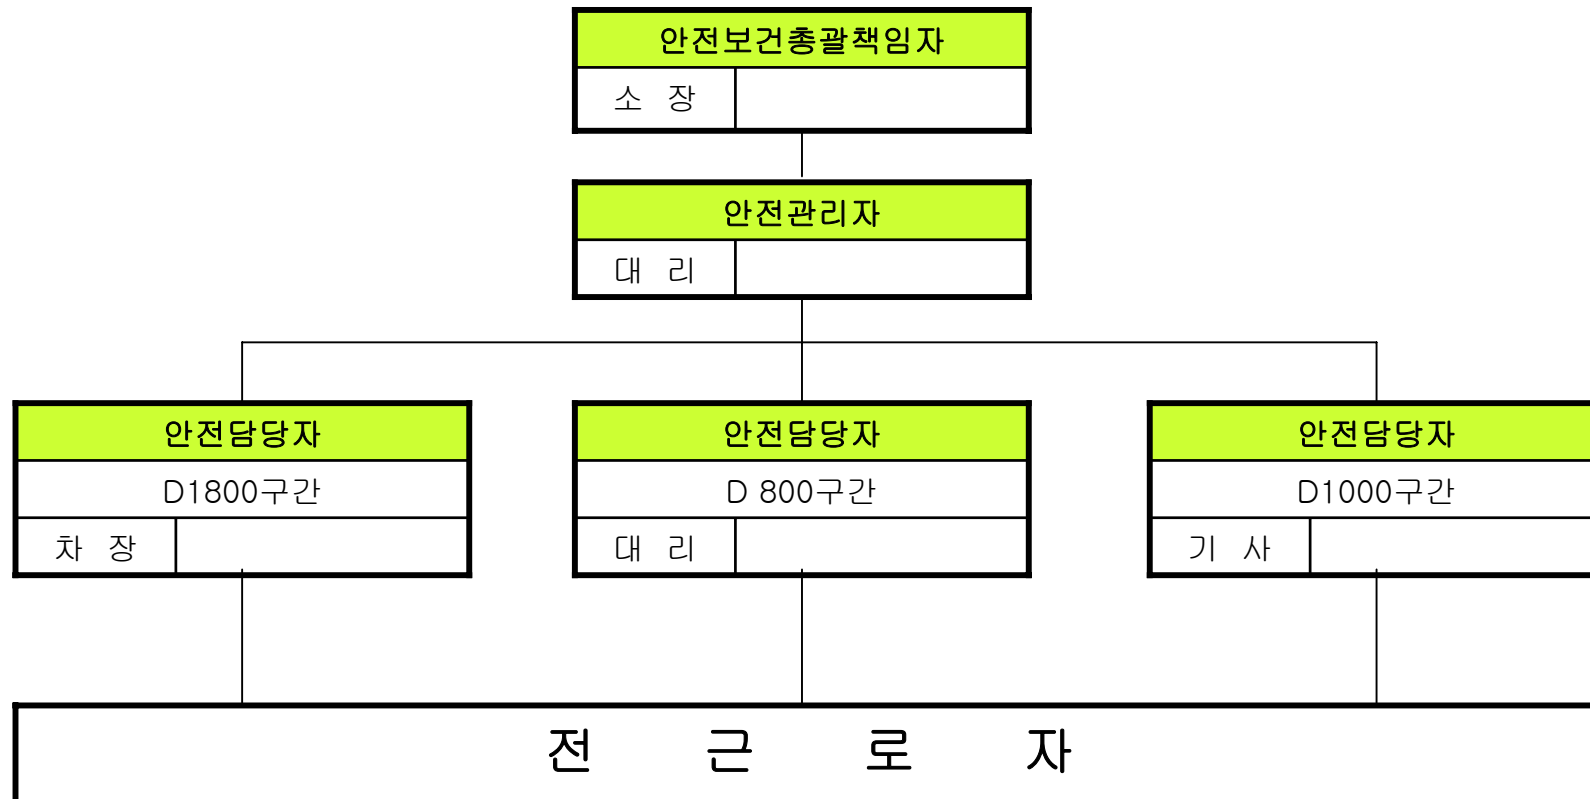 안전보건총괄책임자
소 장
안전관리자
대 리
안전담당자 안전담당자 안전담당자
D1800구간 D 800구간 D1000구간
차 장 대 리 기 사
전 근 로 자